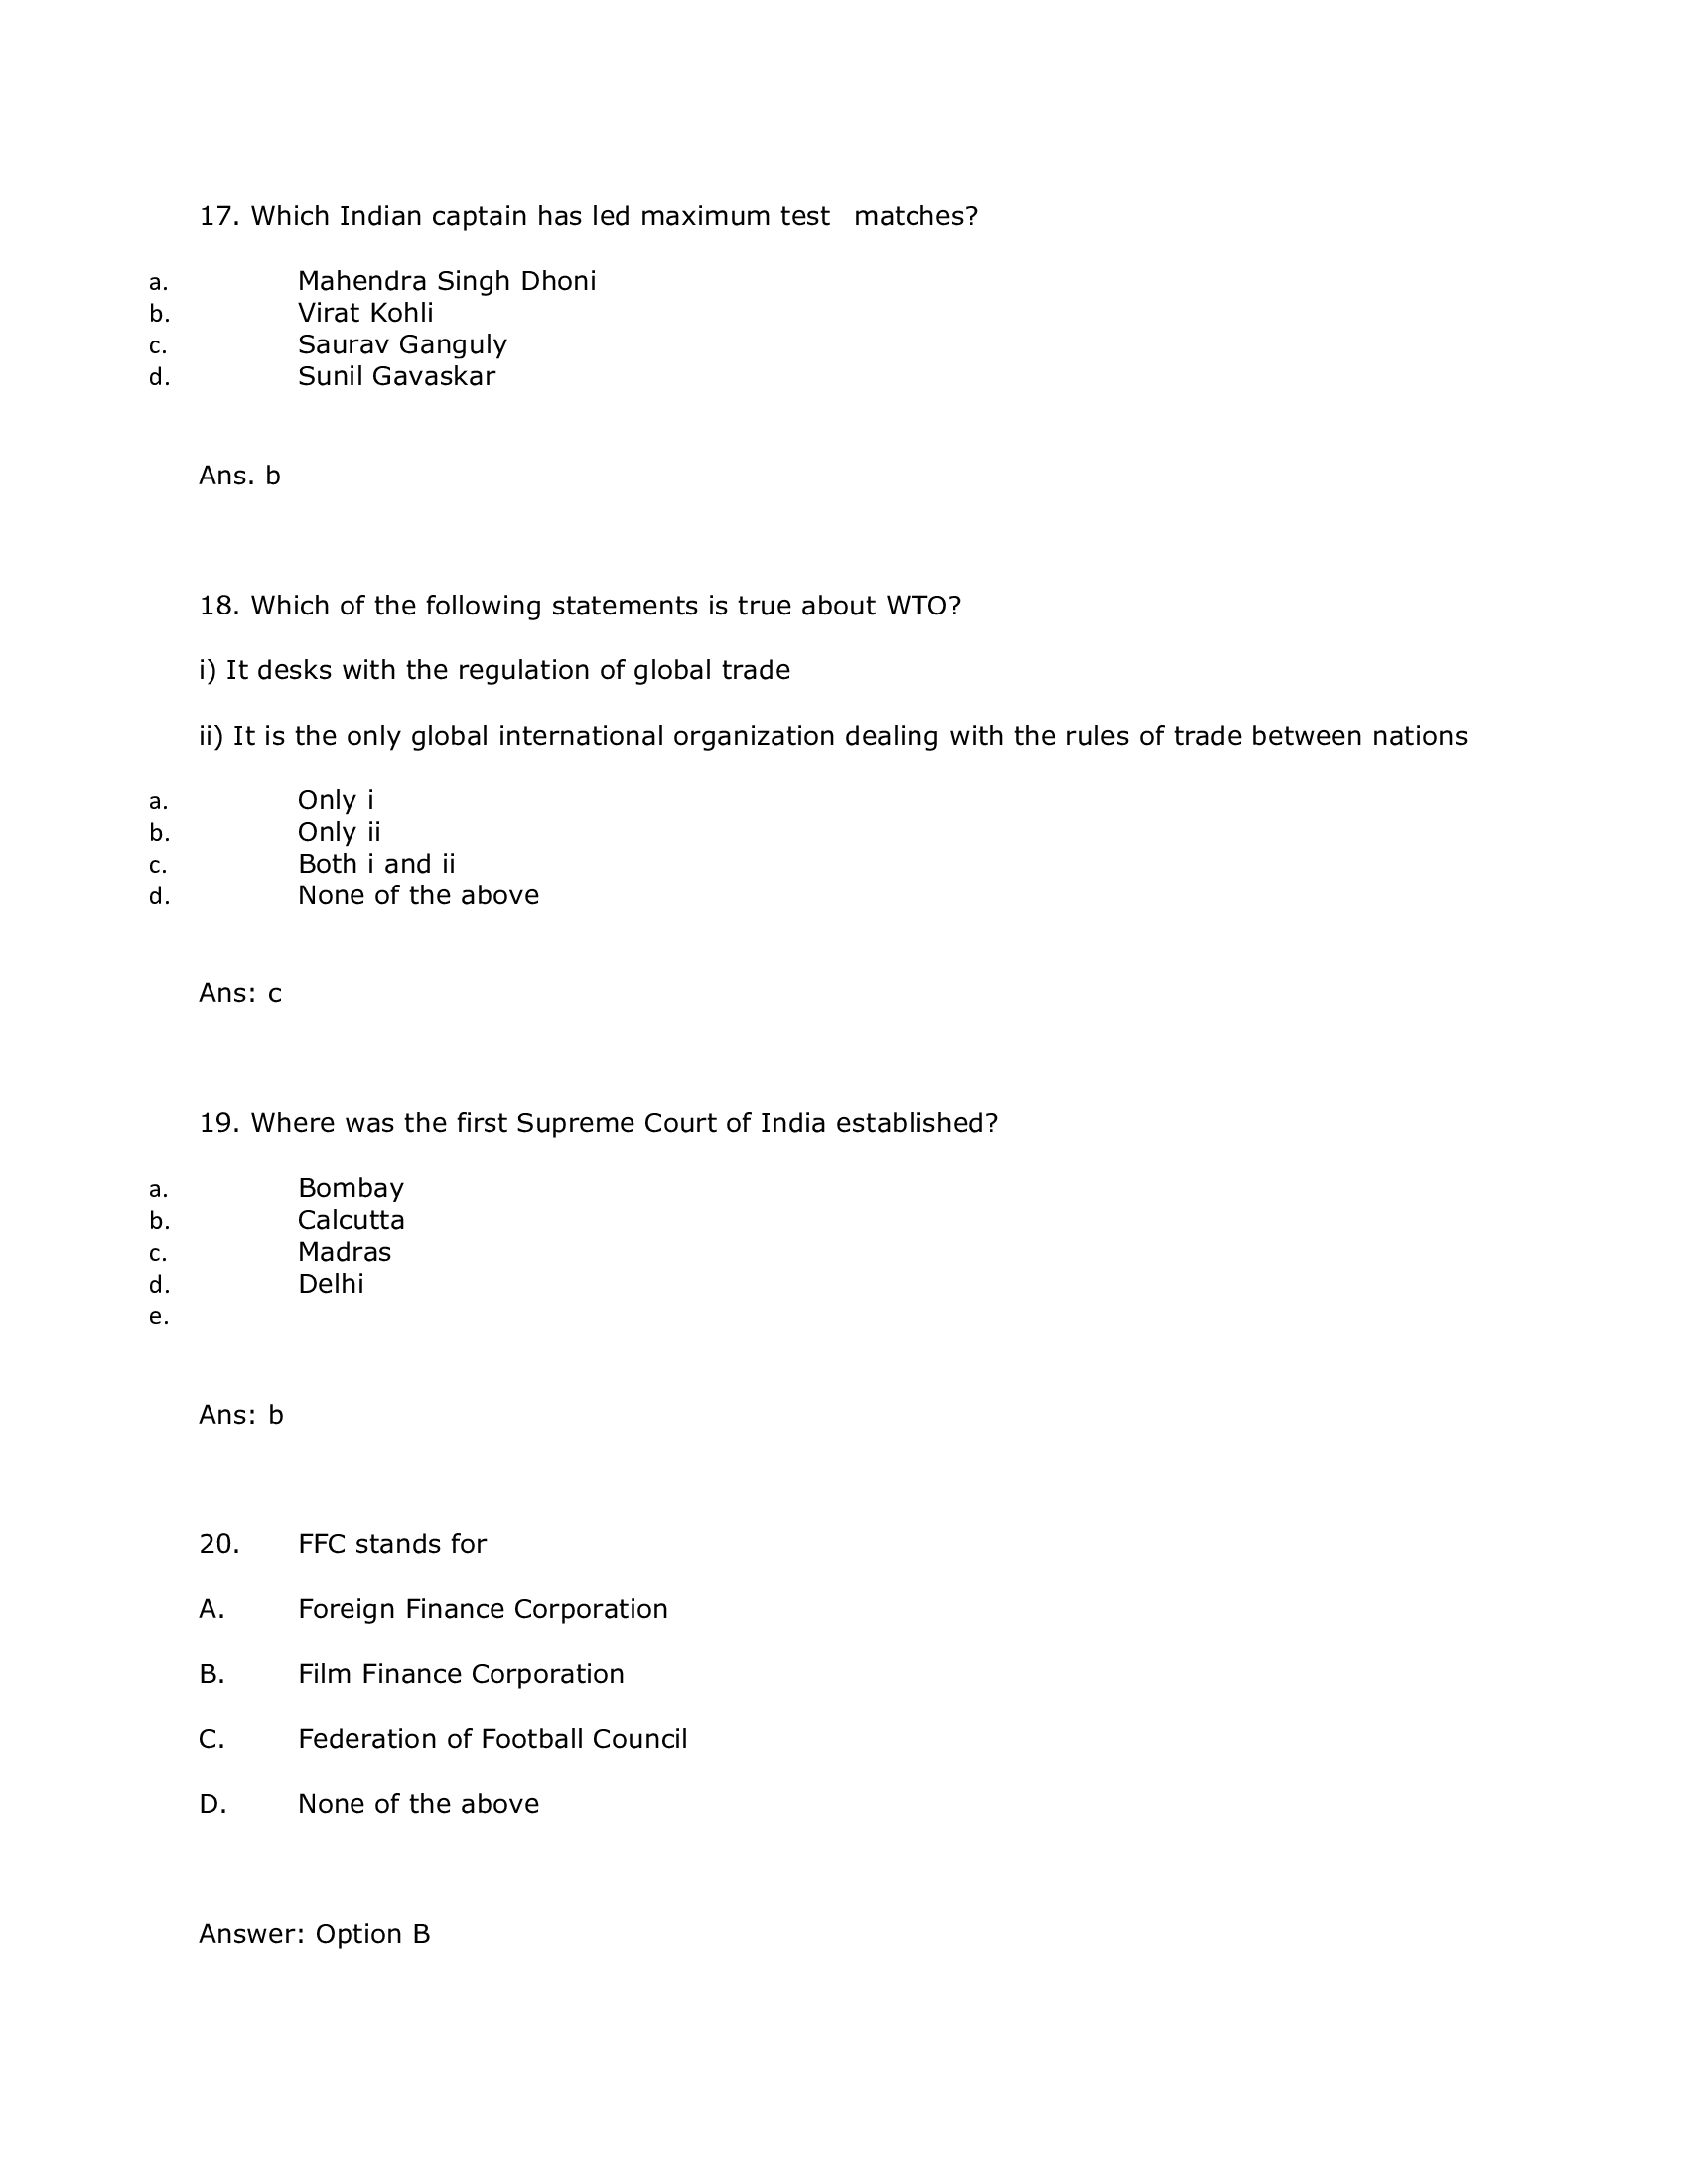 17. Which Indian captain has led maximum test matches?
a. Mahendra Singh Dhoni
b. Virat Kohli
c. Saurav Ganguly
d. Sunil Gavaskar
Ans. b
18. Which of the following statements is true about WTO?
i) It desks with the regulation of global trade
ii) It is the only global international organization dealing with the rules of trade between nations
a. Only i
b. Only ii
c. Both i and ii
d. None of the above
Ans: c
19. Where was the first Supreme Court of India established?
a. Bombay
b. Calcutta
c. Madras
d. Delhi
e.
Ans: b
20. FFC stands for
A. Foreign Finance Corporation
B. Film Finance Corporation
C. Federation of Football Council
D. None of the above
Answer: Option B